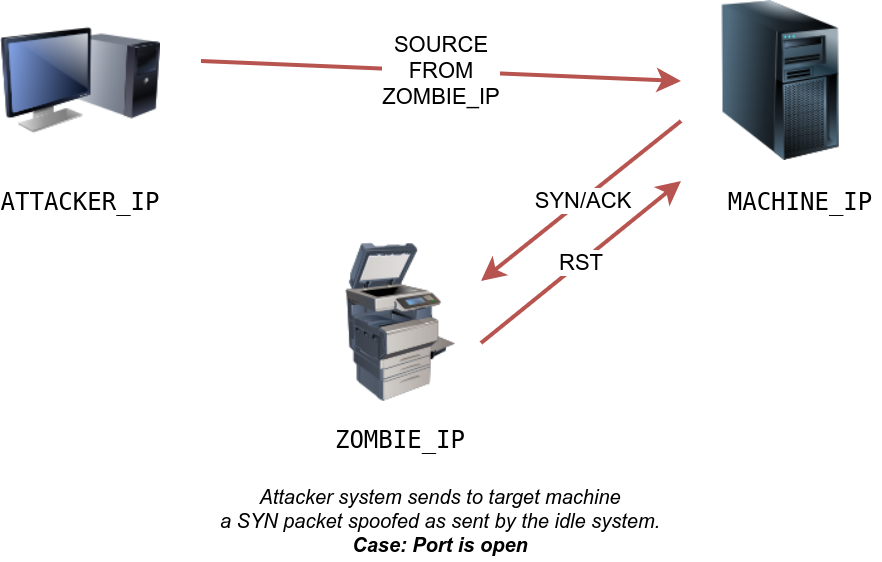 SOURCE
FROM
ZOMBIE_IP
ATTACKER_IP
SYN/ACK
MACHINE_IP
RST
ZOMBIE_IP
Attacker system sends to target machine
a SYN packet spoofed as sent by the idle system.
Case: Port is open